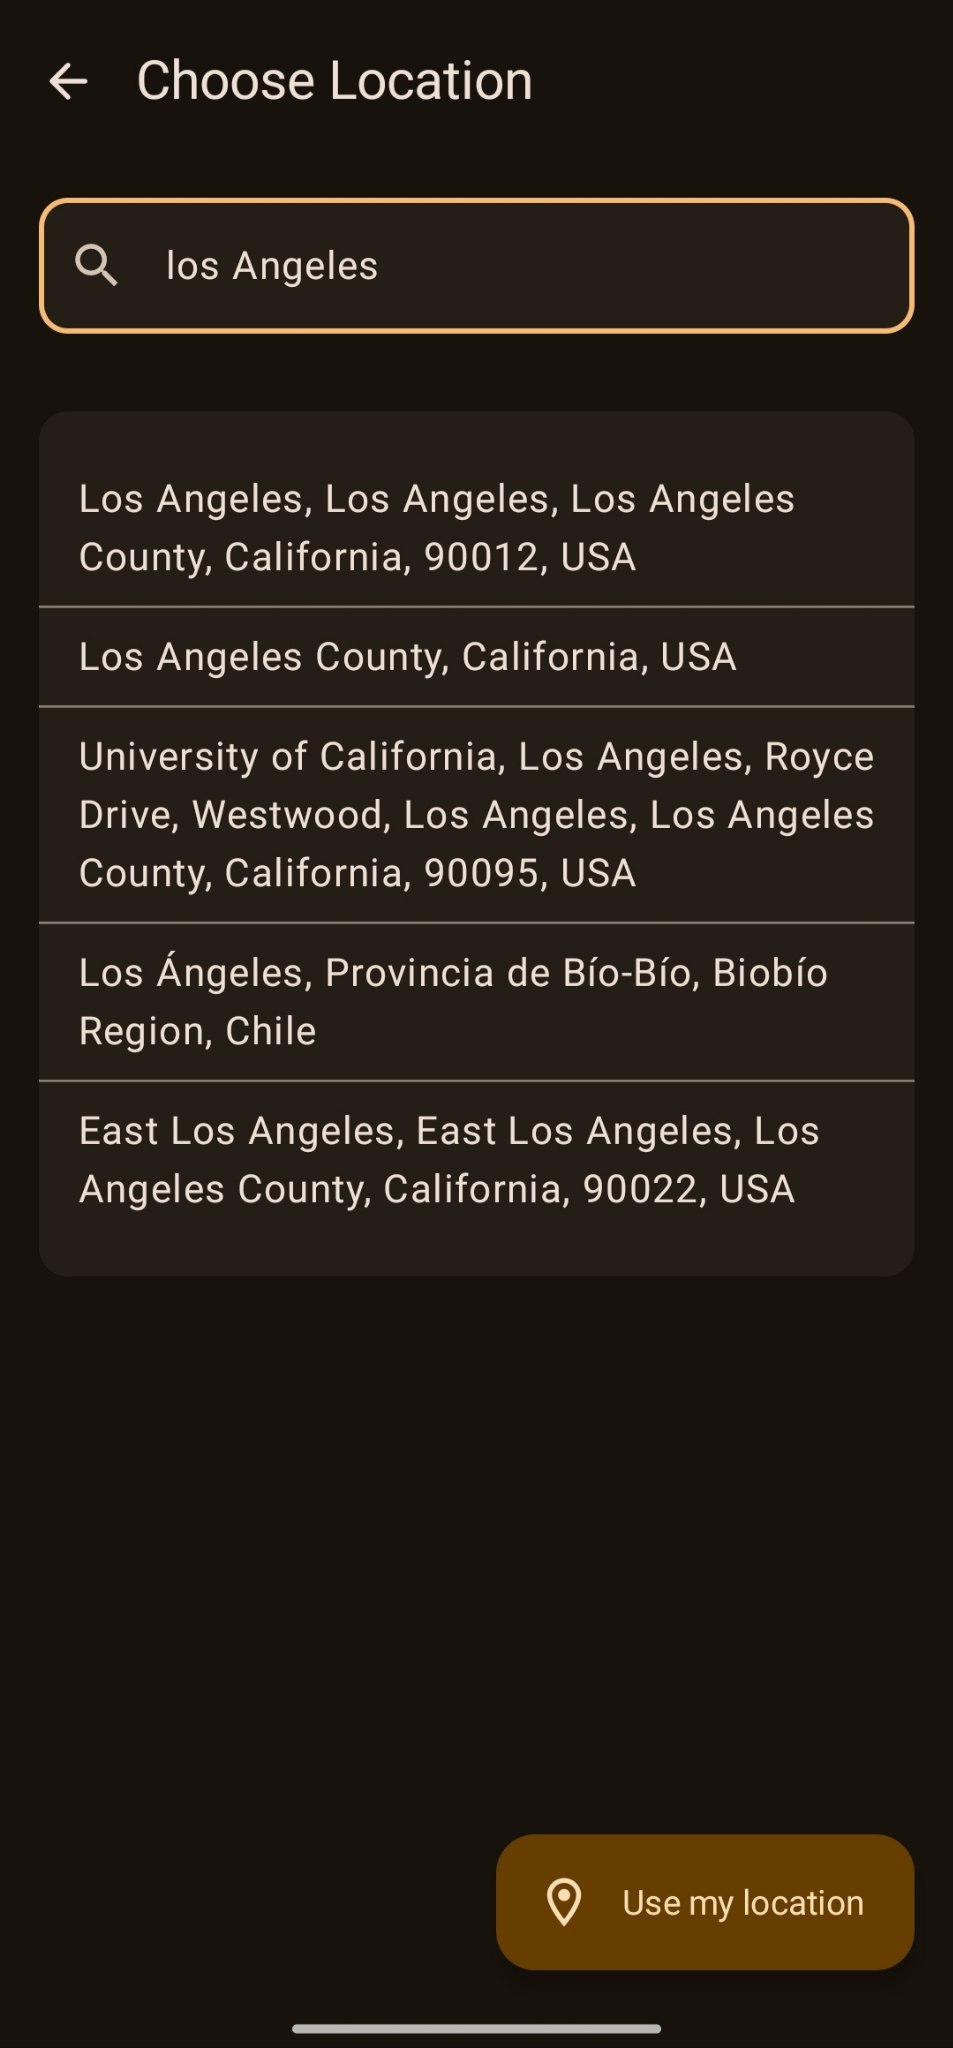 Choose Location
los Angeles
Los Angeles, Los Angeles, Los Angeles
County, California, 90012, USA
Los Angeles County, California, USA
University of California, Los Angeles, Royce
Drive, Westwood, Los Angeles, Los Angeles
County, California, 90095, USA
Los Ángeles, Provincia de Bío-Bío, Biobío
Region, Chile
East Los Angeles, East Los Angeles, Los
Angeles County, California, 90022, USA
Use my location